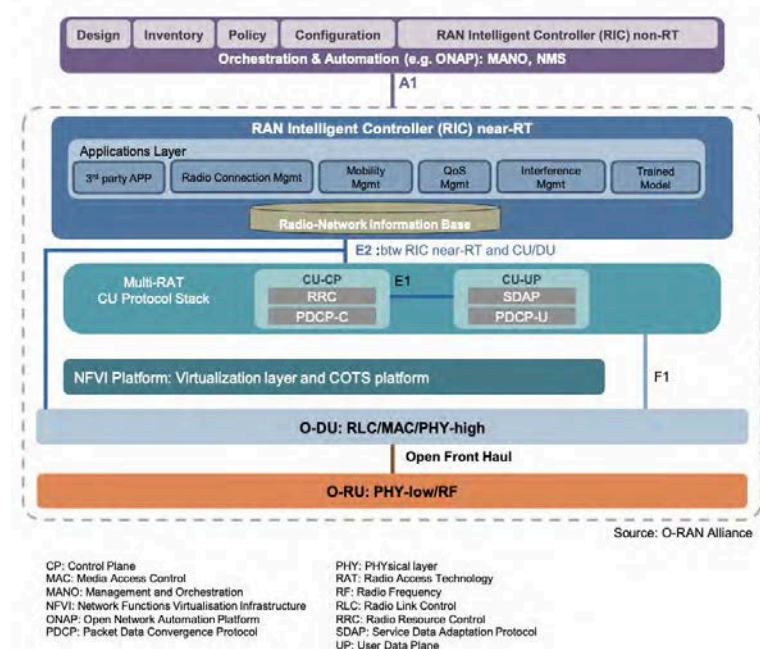 Design Inventory Policy Configuration RAN Intelligent Controller (RIC) non-RT
Orchestration & Automation (e.g. ONAP): MANO, NMS
A1
RAN Intelligent Controller (RIC) near-RT
Applications Layer
3rd party APP
Radio Connection Mgmt
Mobility
Mgmt
QoS
Mgmt
Interference
Mgmt
Trained
Model
Radio-Network Information Base
E2 :btw RIC near-RT and CU/DU
Multi-RAT
CU Protocol Stack
CU-CP
RRC
PDCP-C
E1
CU-UP
SDAP
PDCP-U
NFVI Platform: Virtualization layer and COTS platform
F1
O-DU: RLC/MAC/PHY-high
Open Front Haul
O-RU: PHY-low/RF
Source: O-RAN Alliance
CP: Control Plane
MAC: Media Access Control
MANO: Management and Orchestration
NFVI: Network Functions Virtualisation Infrastructure
ONAP: Open Network Automation Platform
PDCP: Packet Data Convergence Protocol
PHY: PHYsical layer
RAT: Radio Access Technology
RF: Radio Frequency
RLC: Radio Link Control
RRC: Radio Resource Control
SDAP: Service Data Adaptation Protocol
UP: User Data Plane